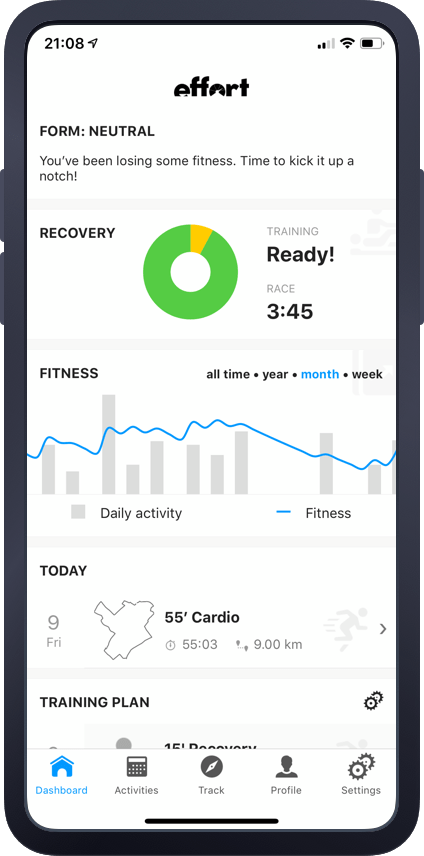 21:08
effort
FORM: NEUTRAL
You’ve been losing some fitness. Time to kick it up a
notch!
RECOVERY
TRAINING
Ready!
RACE
3:45
FITNESS
all time • year • month • week
Daily activity
Fitness
TODAY
9
Fri
55’ Cardio
55:03
9.00 km
TRAINING PLAN
15' Recovery
Dashboard
Activities
Track
Profile
Settings